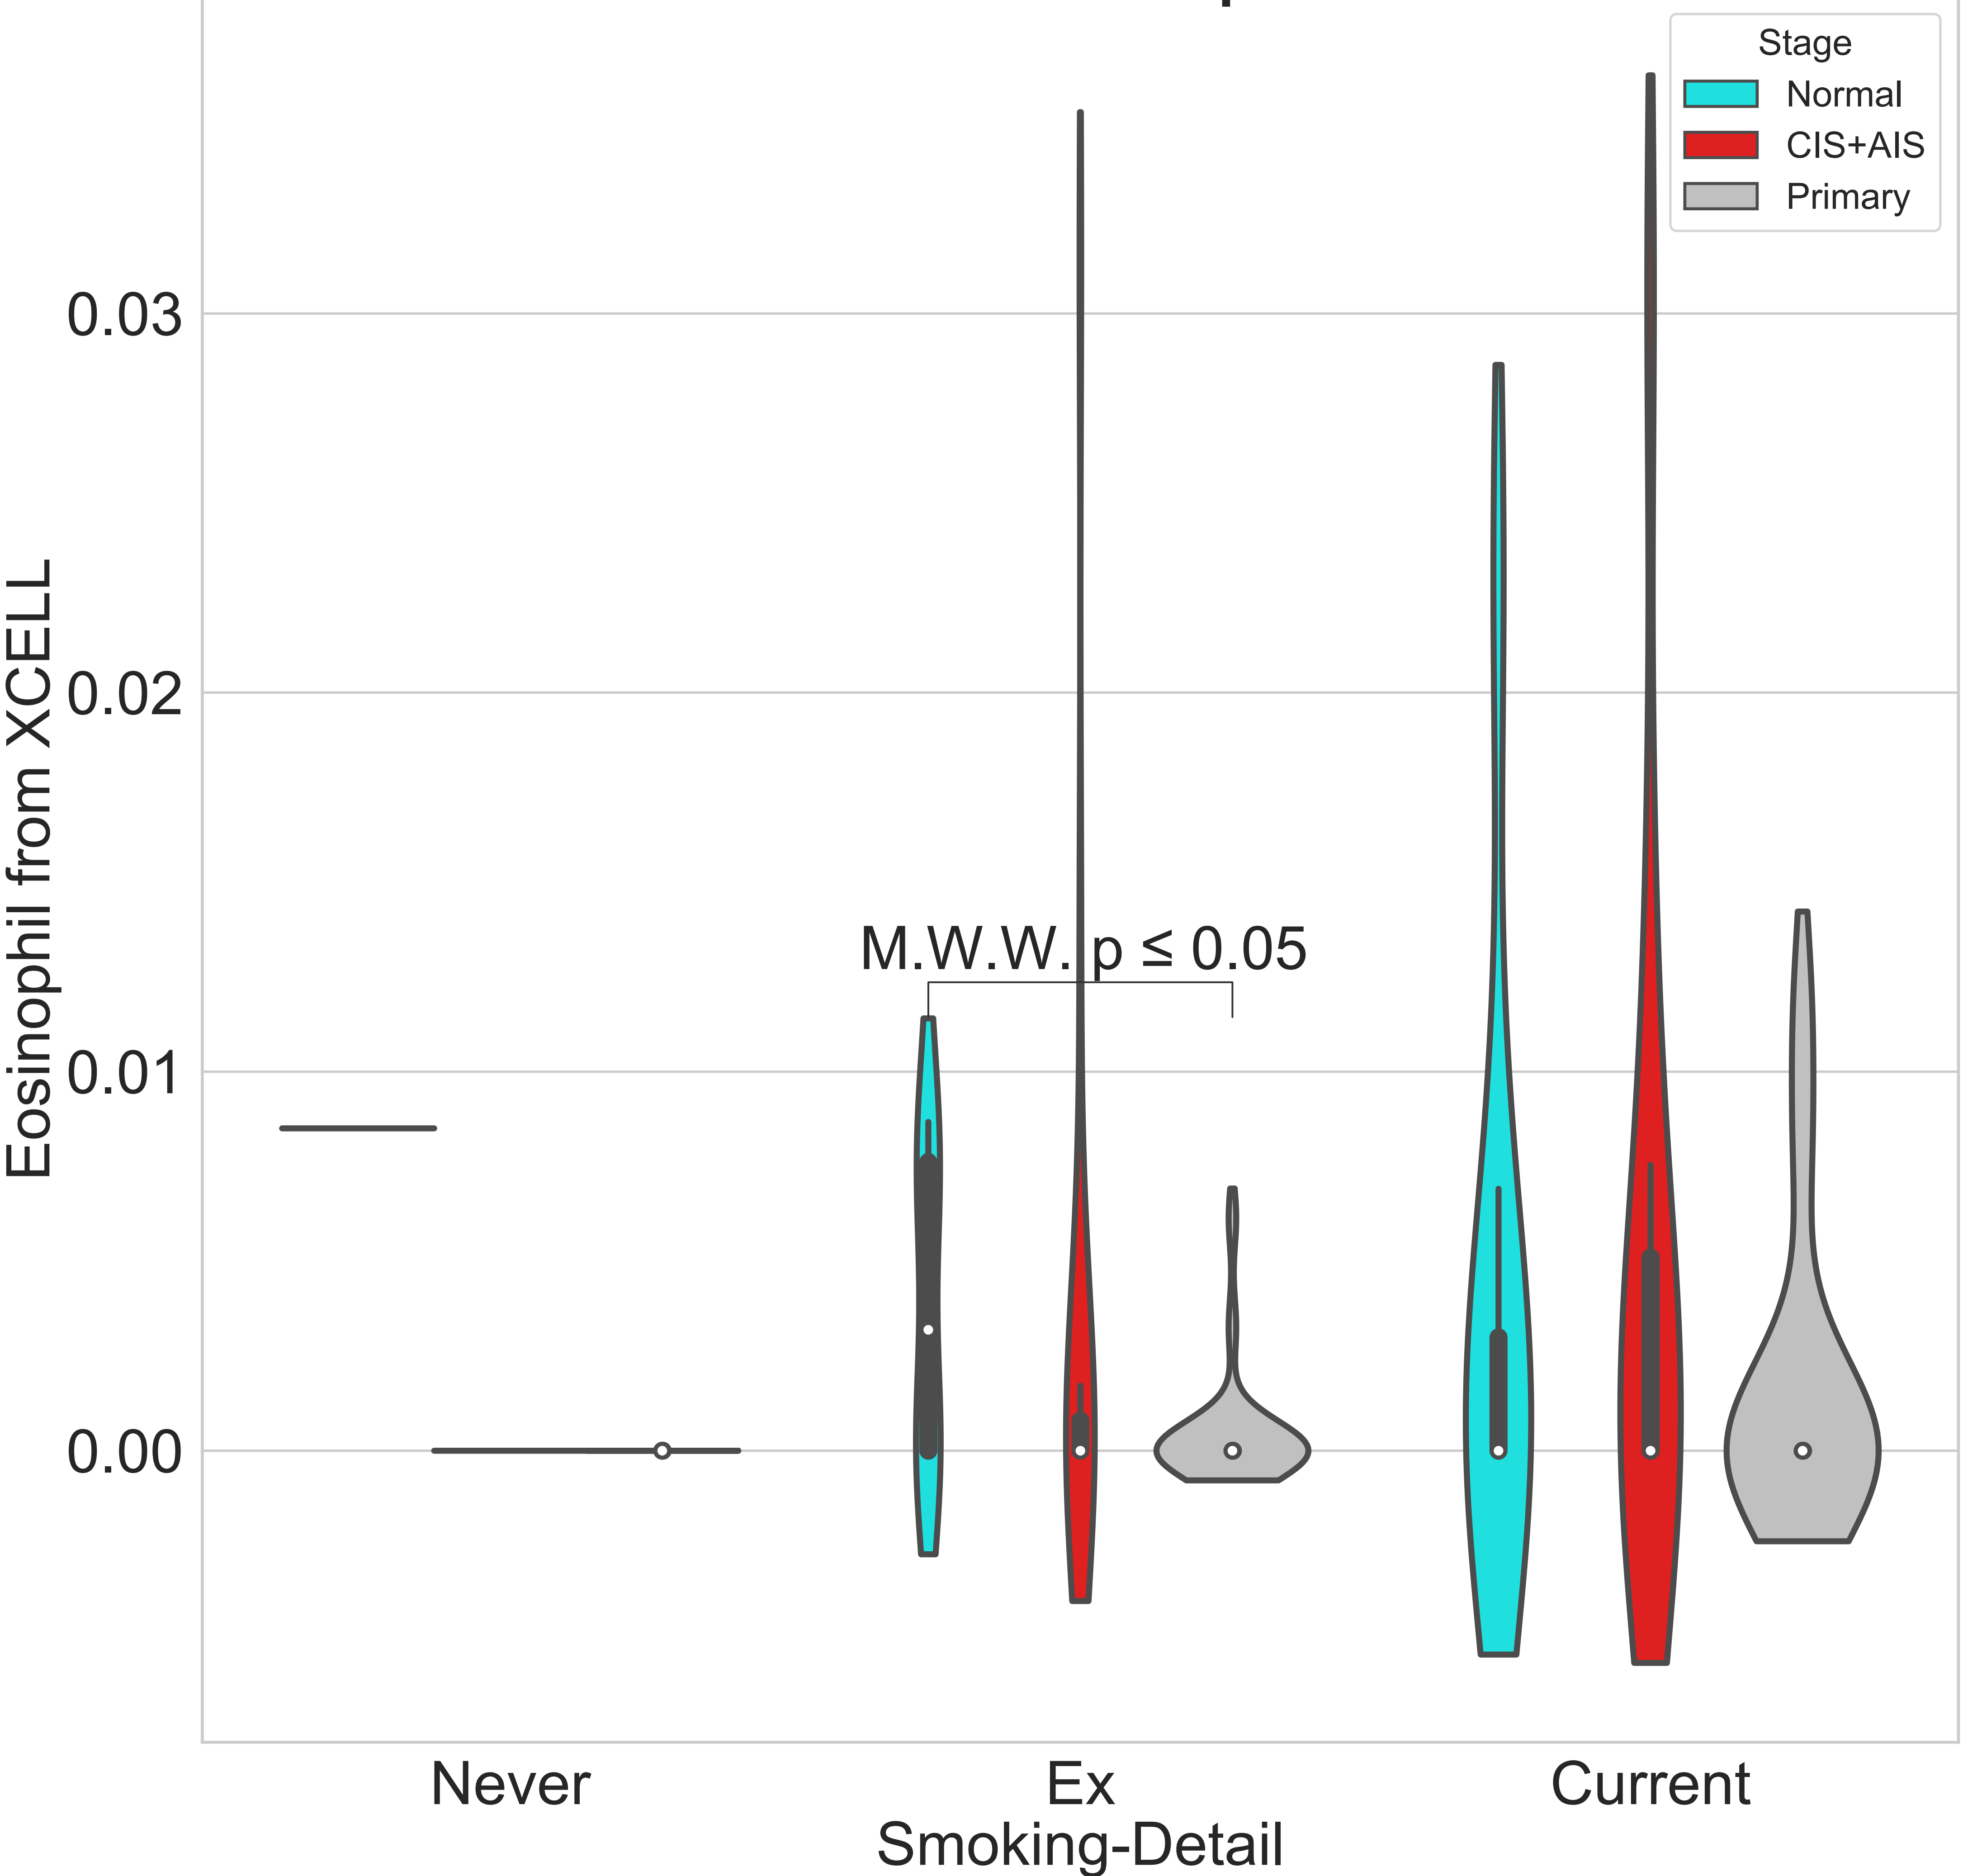 Stage
Normal
CIS+AIS
Primary
0.03
0.02
0.01
0.00
Eosinophil from XCELL
M.W.W. p ≤ 0.05
Never
Ex
Current
Smoking-Detail